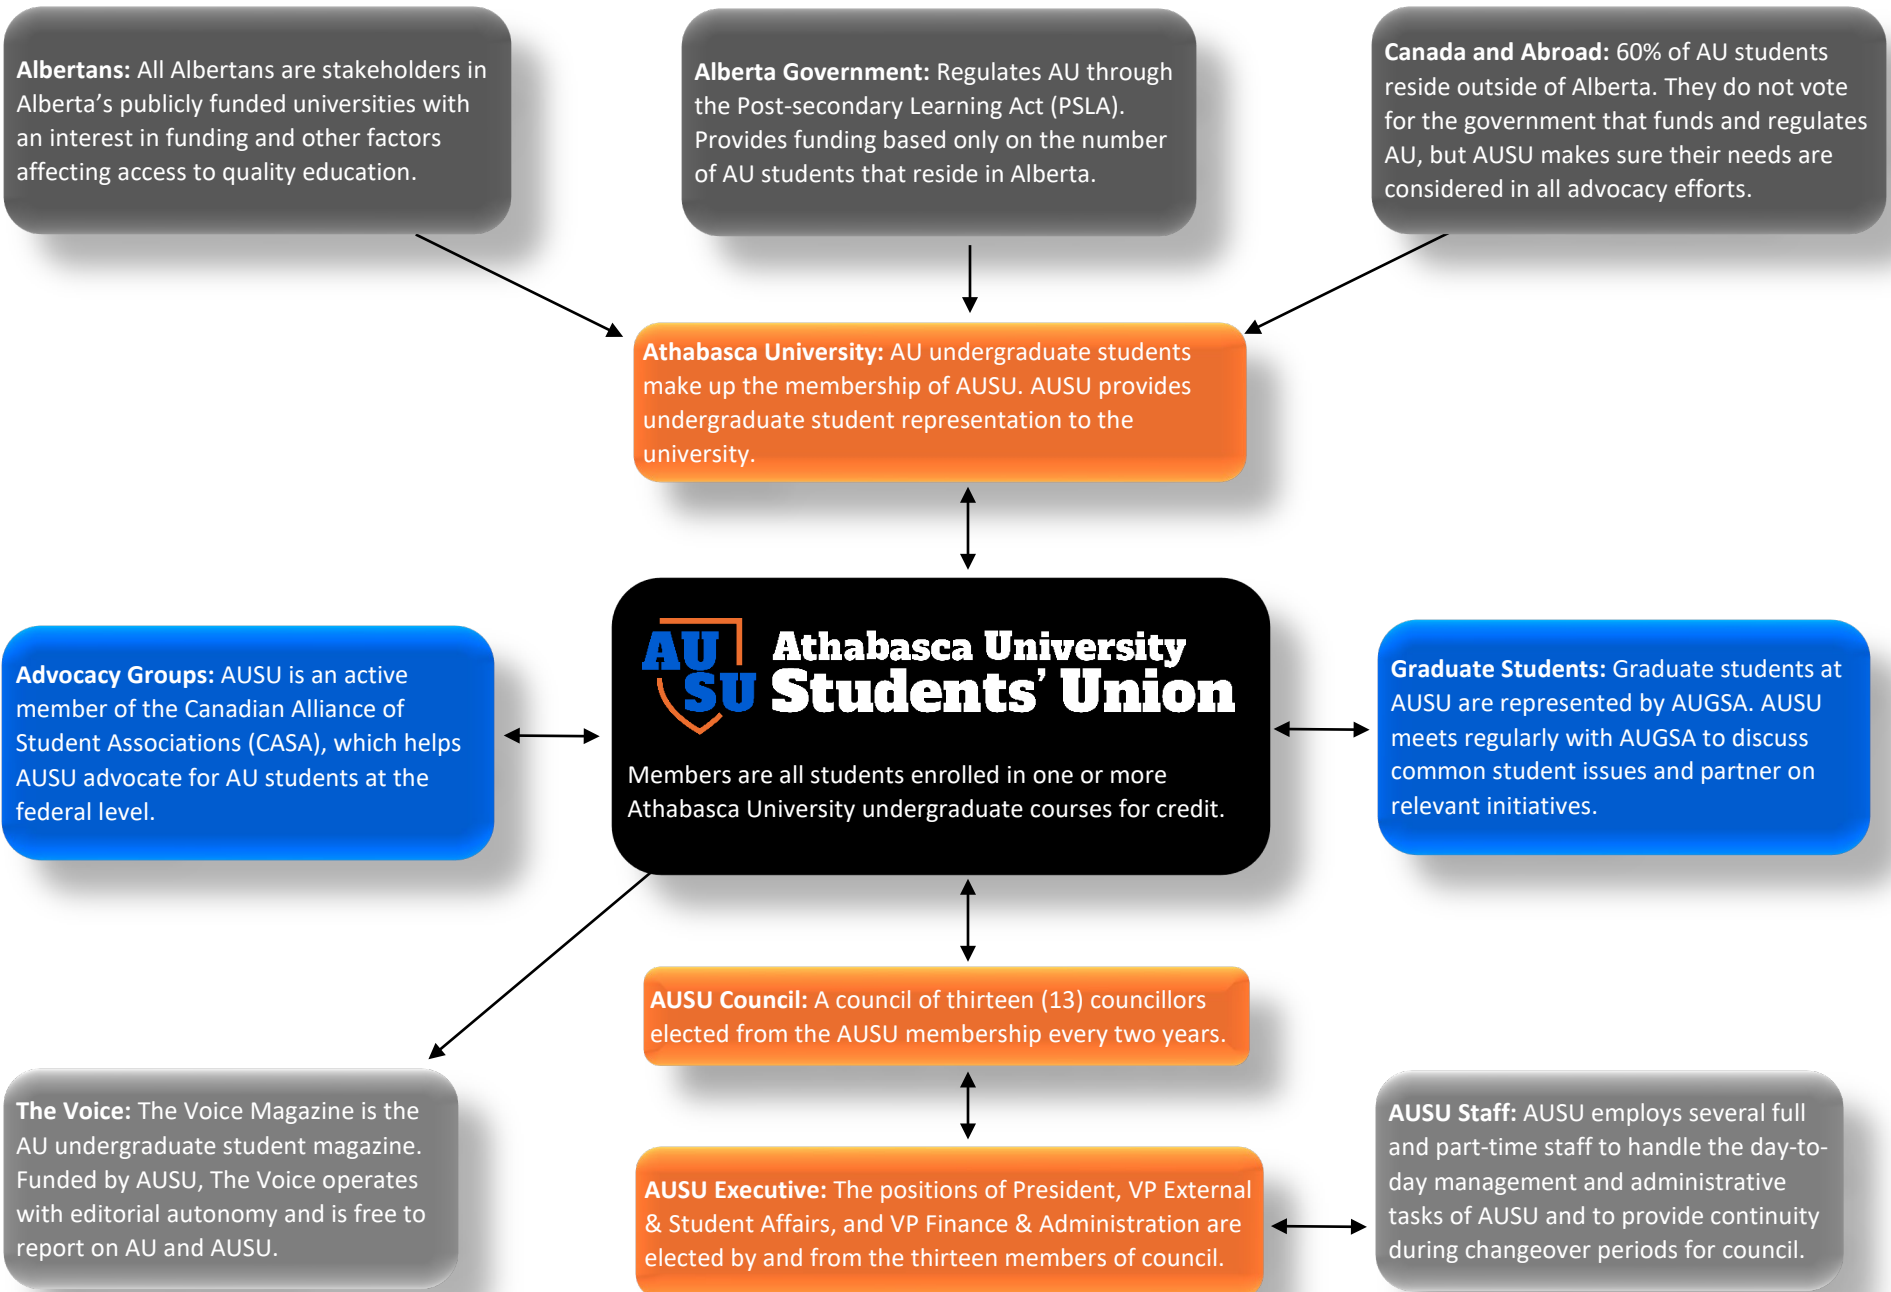 Albertans: All Albertans are stakeholders in
Alberta’s publicly funded universities with
an interest in funding and other factors
affecting access to quality education.
Alberta Government: Regulates AU through
the Post-secondary Learning Act (PSLA).
Provides funding based only on the number
of AU students that reside in Alberta.
Canada and Abroad: 60% of AU students
reside outside of Alberta. They do not vote
for the government that funds and regulates
AU, but AUSU makes sure their needs are
considered in all advocacy efforts.
Athabasca University: AU undergraduate students
make up the membership of AUSU. AUSU provides
undergraduate student representation to the
university.
Advocacy Groups: AUSU is an active
member of the Canadian Alliance of
Student Associations (CASA), which helps
AUSU advocate for AU students at the
federal level.
AU
SU
Athabasca University
Students’ Union
Members are all students enrolled in one or more
Athabasca University undergraduate courses for credit.
Graduate Students: Graduate students at
AUSU are represented by AUGSA. AUSU
meets regularly with AUGSA to discuss
common student issues and partner on
relevant initiatives.
AUSU Council: A council of thirteen (13) councillors
elected from the AUSU membership every two years.
The Voice: The Voice Magazine is the
AU undergraduate student magazine.
Funded by AUSU, The Voice operates
with editorial autonomy and is free to
report on AU and AUSU.
AUSU Executive: The positions of President, VP External
& Student Affairs, and VP Finance & Administration are
elected by and from the thirteen members of council.
AUSU Staff: AUSU employs several full
and part-time staff to handle the day-to-
day management and administrative
tasks of AUSU and to provide continuity
during changeover periods for council.